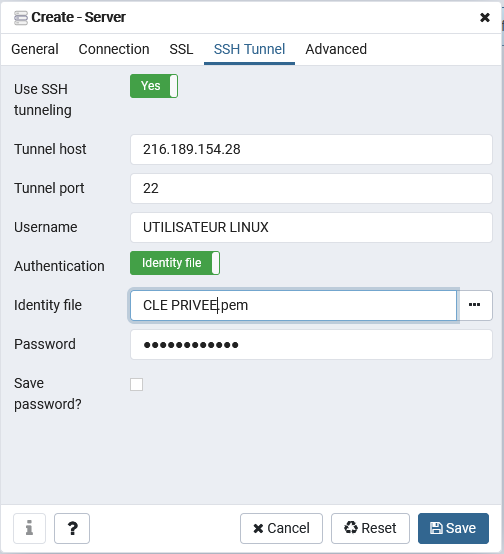 Create - Server
General Connection SSL SSH Tunnel Advanced
Use SSH Yes
tunneling
Tunnel host 216.189.154.28
Tunnel port 22
Username UTILISATEUR LINUX
Authentication Identity file
Identity file CLE PRIVEE.pem
Password ••••••••••••
Save
password?
i ? Cancel Reset Save